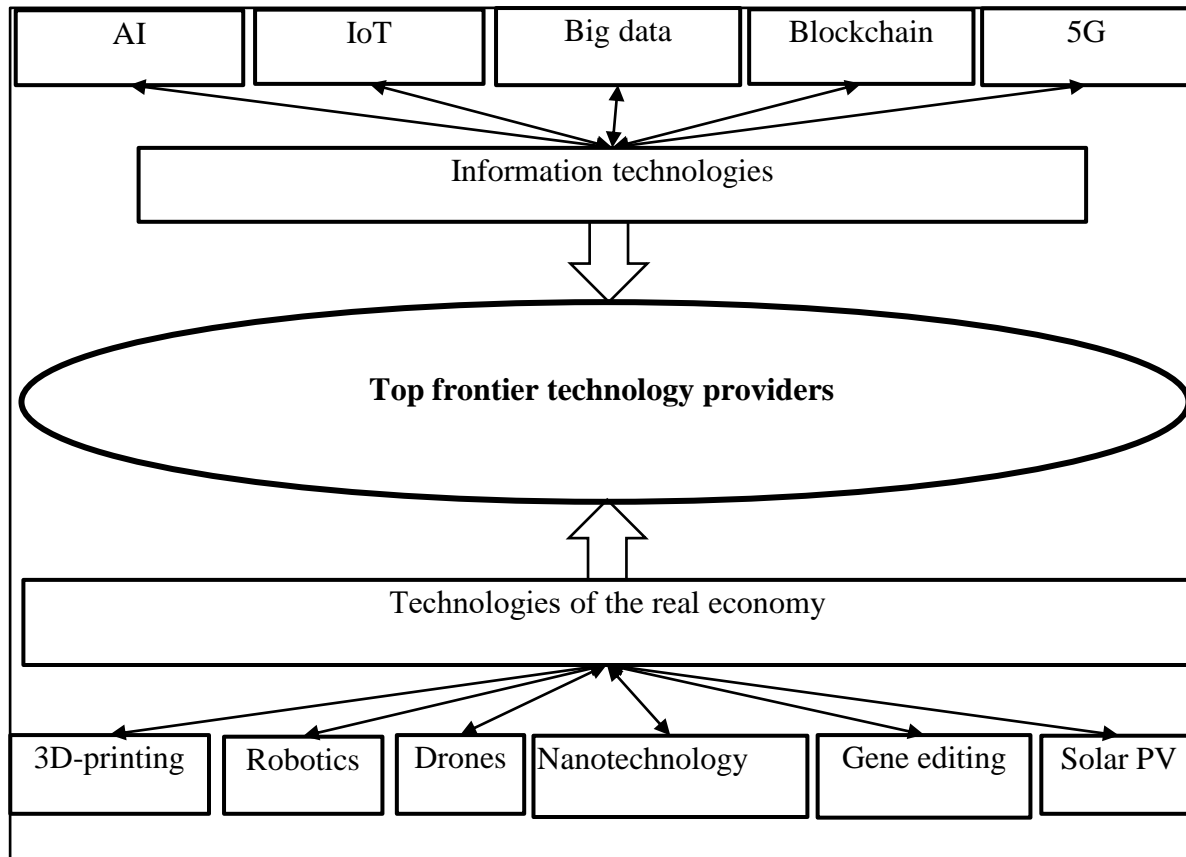 AI
IoT
Big data
Blockchain
5G
Information technologies
Top frontier technology providers
Technologies of the real economy
3D-printing
Robotics
Drones
Nanotechnology
Gene editing
Solar PV